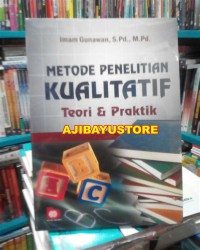 Imam Gunawan, S.Pd., M.Pd.
METODE PENELITIAN
KUALITATIF
Teori & Praktik
AJIBAYUSTORE
C